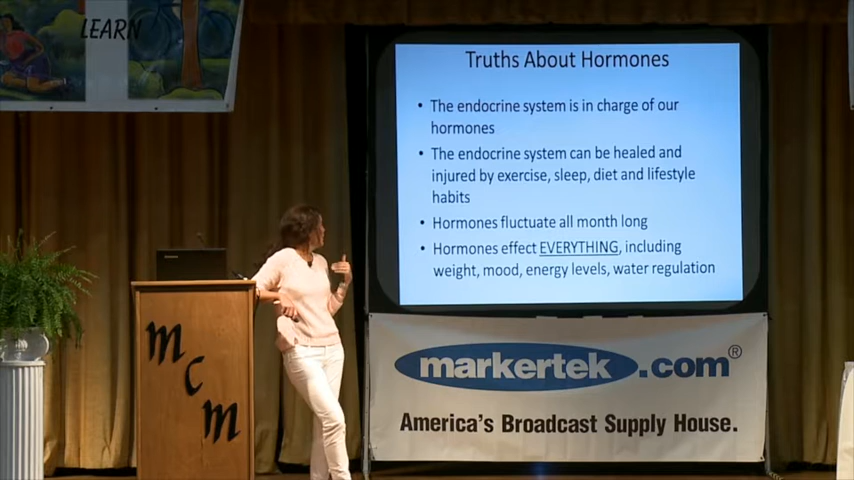 LEARN
Truths About Hormones
• The endocrine system is in charge of our
hormones
• The endocrine system can be healed and
injured by exercise, sleep, diet and lifestyle
habits
• Hormones fluctuate all month long
• Hormones effect EVERYTHING, including
weight, mood, energy levels, water regulation
lenovo
m
c
m
markertek.com®
America's Broadcast Supply House.